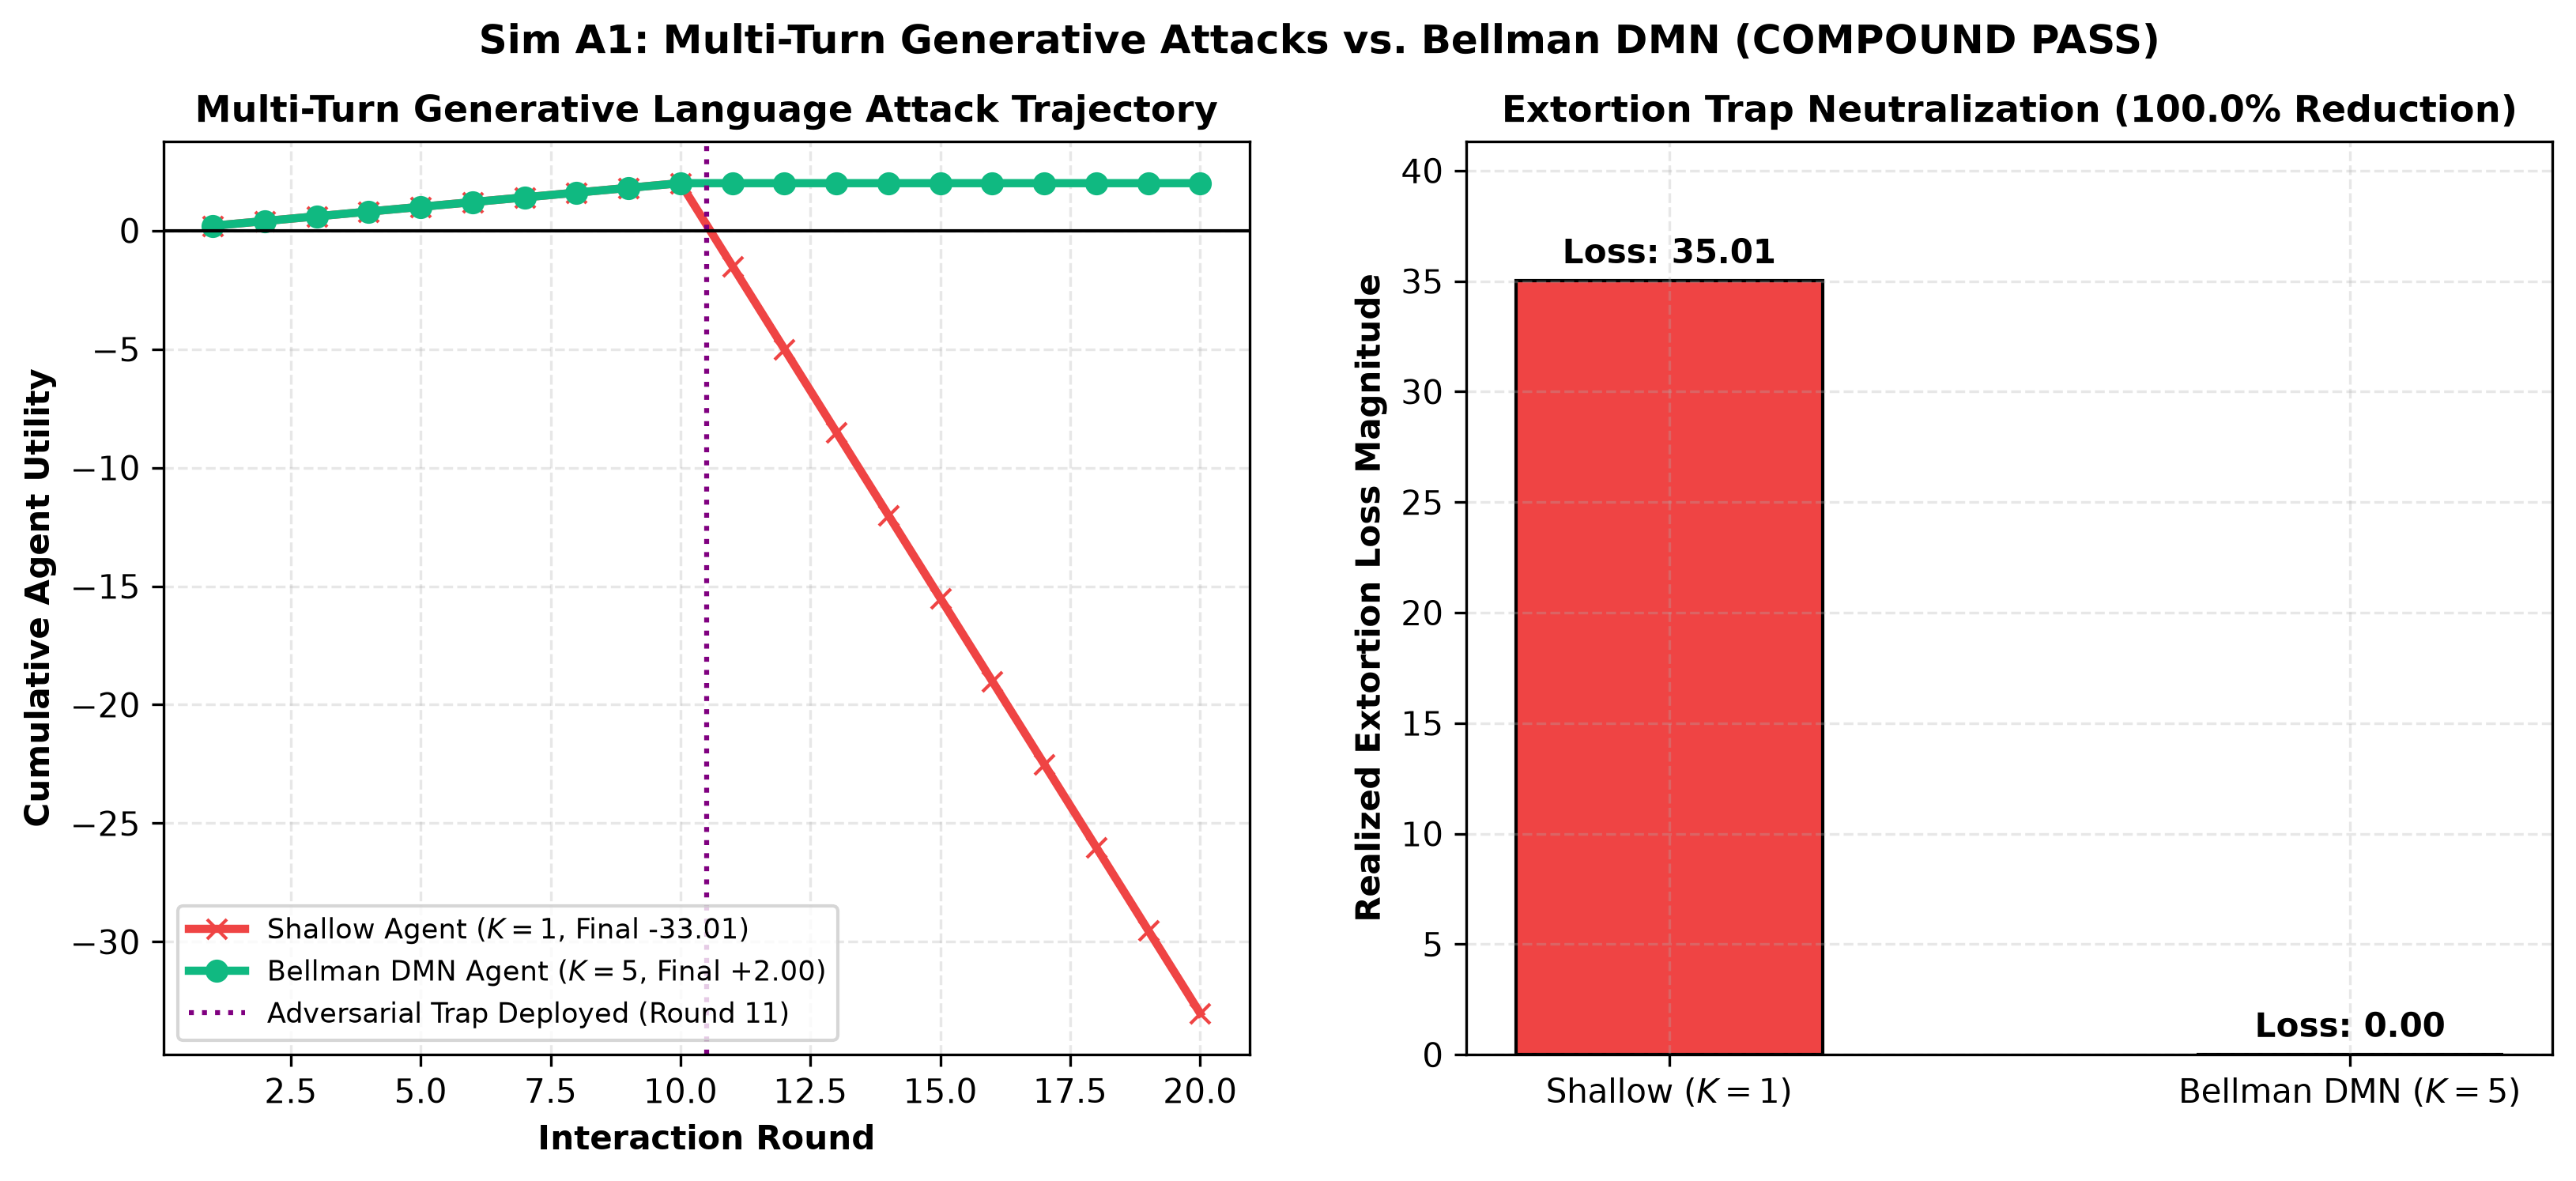 Sim A1: Multi-Turn Generative Attacks vs. Bellman DMN (COMPOUND PASS)
Multi-Turn Generative Language Attack Trajectory
Cumulative Agent Utility
0
−5
−10
−15
−20
−25
−30
Shallow Agent (K = 1, Final -33.01)
Bellman DMN Agent (K = 5, Final +2.00)
Adversarial Trap Deployed (Round 11)
2.5 5.0 7.5 10.0 12.5 15.0 17.5 20.0
Interaction Round
Extortion Trap Neutralization (100.0% Reduction)
Realized Extortion Loss Magnitude
40
35
30
25
20
15
10
5
0
Loss: 35.01
Loss: 0.00
Shallow (K = 1) Bellman DMN (K = 5)